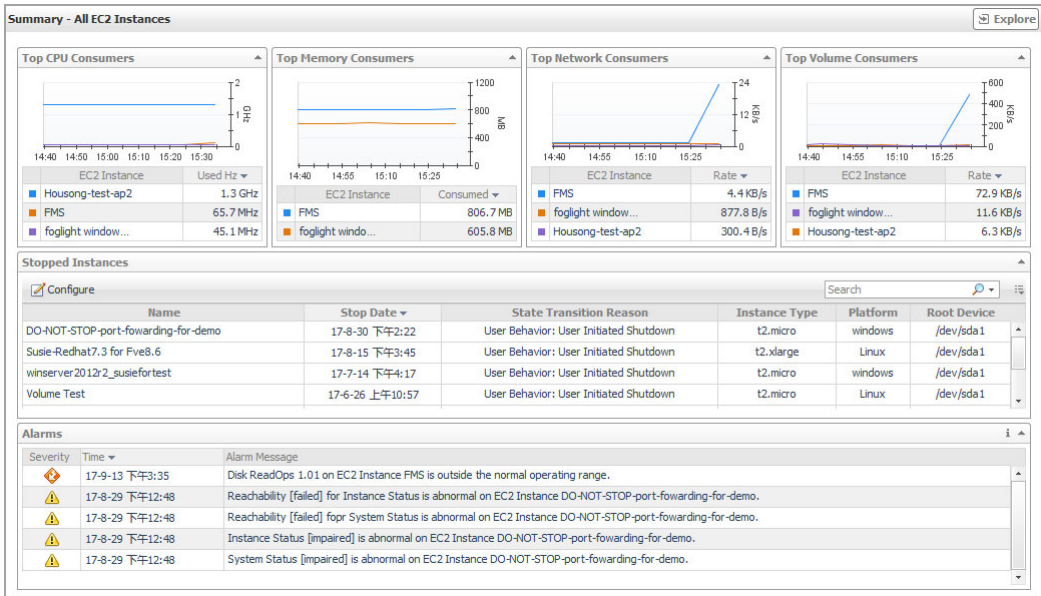 Summary - All EC2 Instances
Explore
Top CPU Consumers
2
1
0
GHz
14:40 14:55 15:00 15:10 15:20 15:30
EC2 Instance Used Hz
Housong-test-ap2 1.3 GHz
FMS 65.7 MHz
foglight window... 45.1 MHz
Top Memory Consumers
1200
800
400
0
MB
14:40 14:55 15:10 15:25
EC2 Instance Consumed
FMS 806.7 MB
foglight windo... 605.8 MB
Top Network Consumers
24
12
0
KB/s
14:40 14:55 15:10 15:25
EC2 Instance Rate
FMS 4.4 KB/s
foglight window... 877.8 B/s
Housong-test-ap2 300.4 B/s
Top Volume Consumers
600
400
200
0
KB/s
14:40 14:55 15:10 15:25
EC2 Instance Rate
FMS 72.9 KB/s
foglight window... 11.6 KB/s
Housong-test-ap2 6.3 KB/s
Stopped Instances
Configure Search
Name Stop Date State Transition Reason Instance Type Platform Root Device
DO-NOT-STOP-port-fowarding-for-demo 17-8-30 下午2:22 User Behavior: User Initiated Shutdown t2.micro windows /dev/sda1
Susie-Redhat7.3 for Fve8.6 17-8-15 下午3:45 User Behavior: User Initiated Shutdown t2.xlarge Linux /dev/sda1
winserver2012r2_susiefortest 17-7-14 下午4:17 User Behavior: User Initiated Shutdown t2.micro windows /dev/sda1
Volume Test 17-6-26 上午10:57 User Behavior: User Initiated Shutdown t2.micro Linux /dev/sda1
Alarms i
Severity Time Alarm Message
17-9-13 下午3:35 Disk ReadOps 1.01 on EC2 Instance FMS is outside the normal operating range.
17-8-29 下午12:48 Reachability [failed] for Instance Status is abnormal on EC2 Instance DO-NOT-STOP-port-fowarding-for-demo.
17-8-29 下午12:48 Reachability [failed] fopr System Status is abnormal on EC2 Instance DO-NOT-STOP-port-fowarding-for-demo.
17-8-29 下午12:48 Instance Status [impaired] is abnormal on EC2 Instance DO-NOT-STOP-port-fowarding-for-demo.
17-8-29 下午12:48 System Status [impaired] is abnormal on EC2 Instance DO-NOT-STOP-port-fowarding-for-demo.